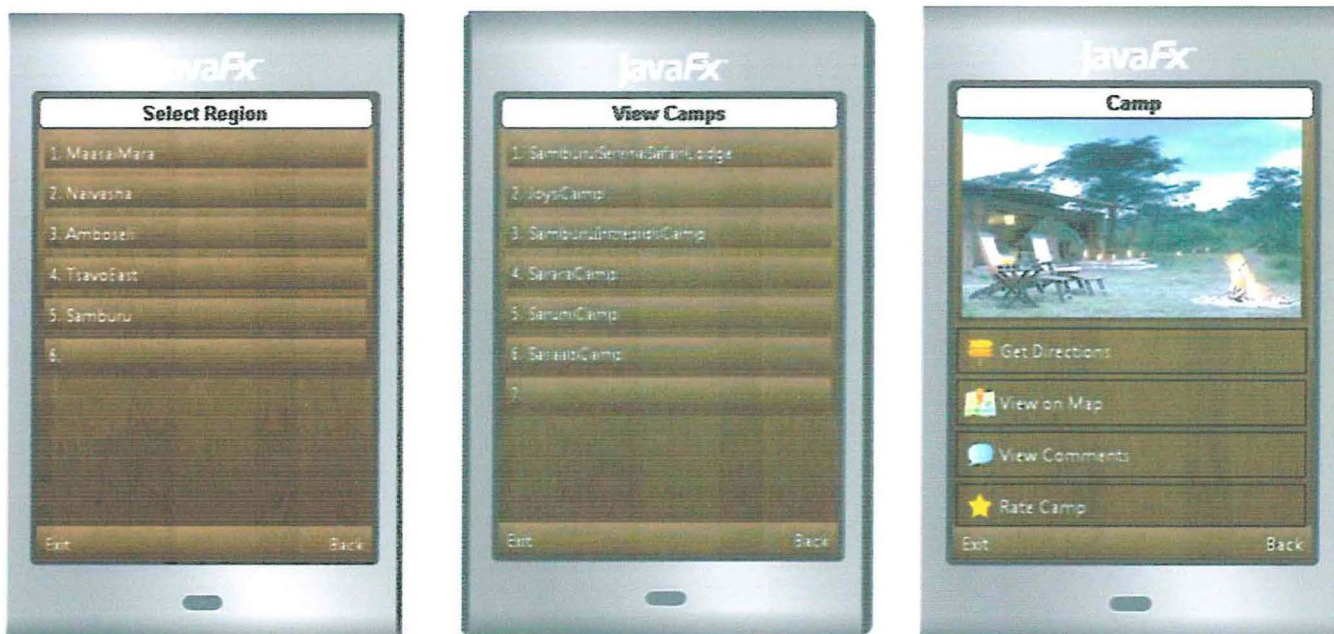 JavaFx
Select Region
1. MaasaiMara
2. Naivasha
3. Amboseli
4. TsavoEast
5. Samburu
6.
Exit
Back
JavaFx
View Camps
1. SamburuSerenaSafariLodge
2. JoysCamp
3. SamburuIntrepidsCamp
4. SararaCamp
5. SaruniCamp
6. SasaabCamp
7.
Exit
Back
JavaFx
Camp
Get Directions
View on Map
View Comments
Rate Camp
Exit
Back